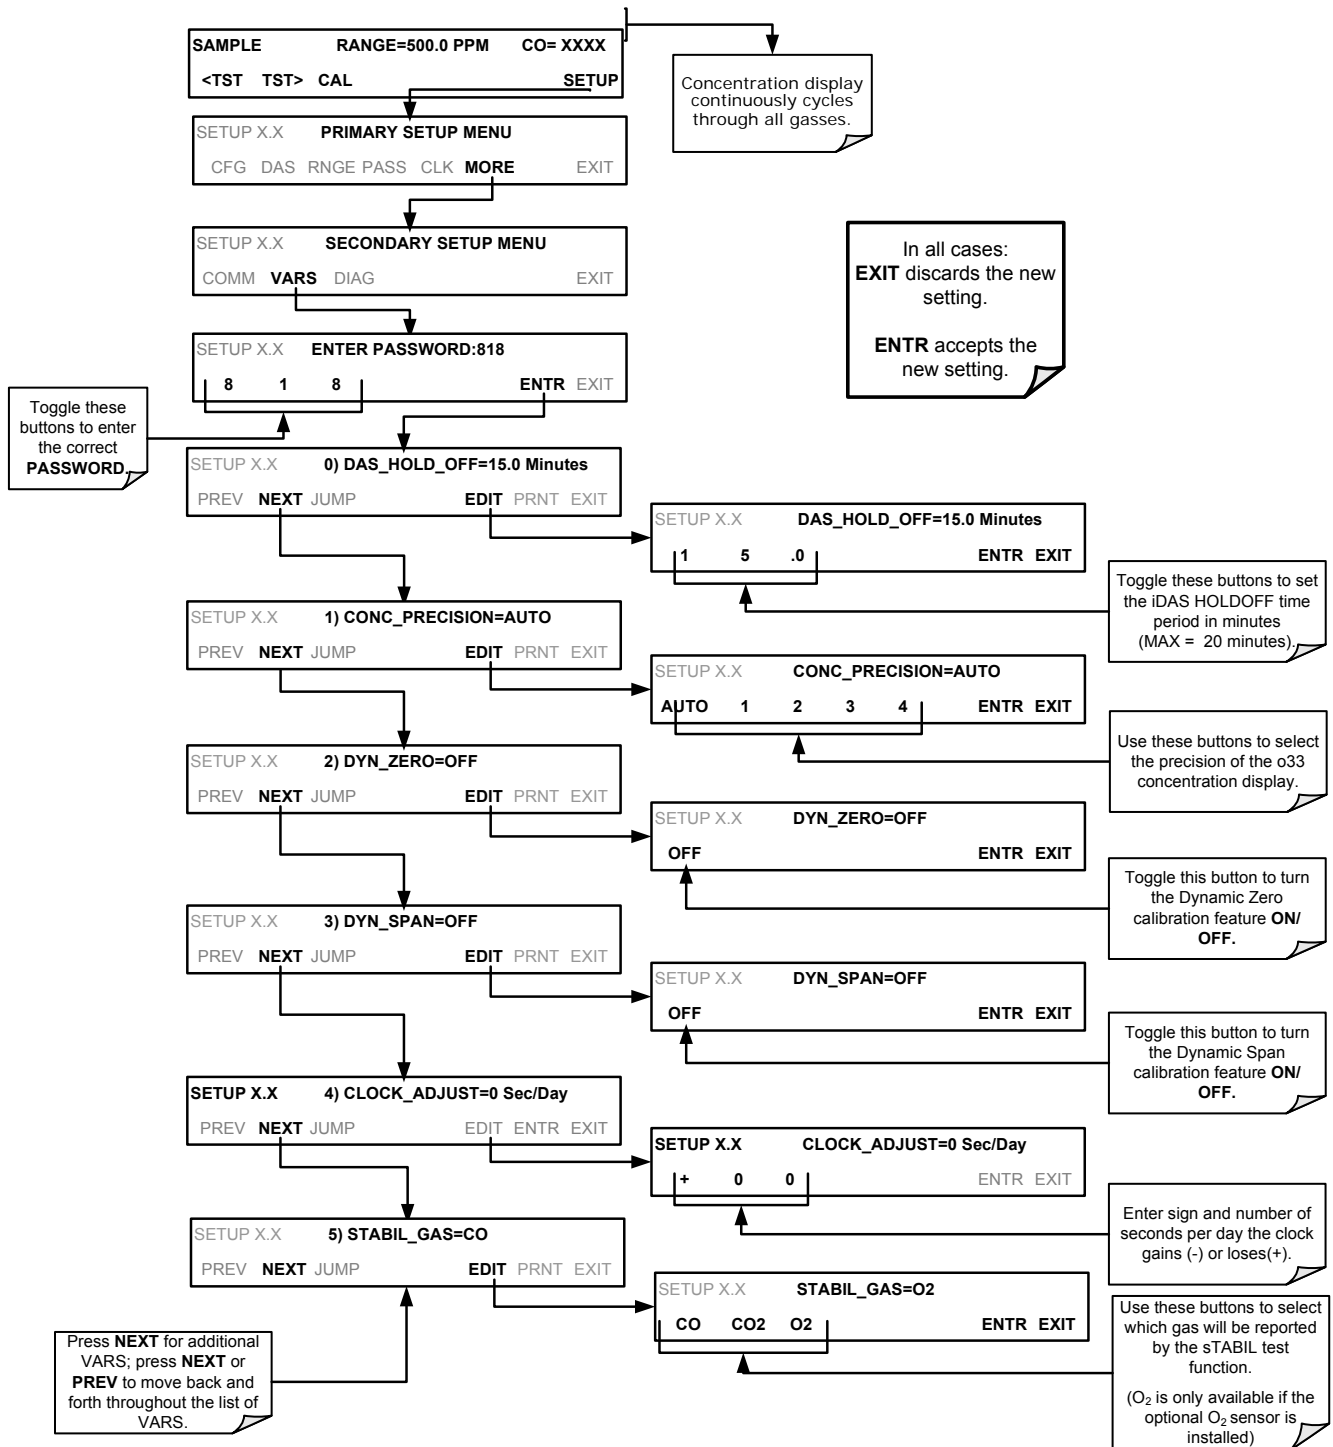 SAMPLE RANGE=500.0 PPM CO= XXXX
<TST TST> CAL SETUP
Concentration display
continuously cycles
through all gasses.
SETUP X.X PRIMARY SETUP MENU
CFG DAS RNGE PASS CLK MORE EXIT
SETUP X.X SECONDARY SETUP MENU
COMM VARS DIAG EXIT
In all cases:
EXIT discards the new
setting.
ENTR accepts the
new setting.
SETUP X.X ENTER PASSWORD:818
8 1 8 ENTR EXIT
Toggle these
buttons to enter
the correct
PASSWORD.
SETUP X.X 0) DAS_HOLD_OFF=15.0 Minutes
PREV NEXT JUMP EDIT PRNT EXIT
SETUP X.X DAS_HOLD_OFF=15.0 Minutes
1 5 .0 ENTR EXIT
Toggle these buttons to set
the iDAS HOLDOFF time
period in minutes
(MAX = 20 minutes).
SETUP X.X 1) CONC_PRECISION=AUTO
PREV NEXT JUMP EDIT PRNT EXIT
SETUP X.X CONC_PRECISION=AUTO
AUTO 1 2 3 4 ENTR EXIT
Use these buttons to select
the precision of the o33
concentration display.
SETUP X.X 2) DYN_ZERO=OFF
PREV NEXT JUMP EDIT PRNT EXIT
SETUP X.X DYN_ZERO=OFF
OFF ENTR EXIT
Toggle this button to turn
the Dynamic Zero
calibration feature ON/
OFF.
SETUP X.X 3) DYN_SPAN=OFF
PREV NEXT JUMP EDIT PRNT EXIT
SETUP X.X DYN_SPAN=OFF
OFF ENTR EXIT
Toggle this button to turn
the Dynamic Span
calibration feature ON/
OFF.
SETUP X.X 4) CLOCK_ADJUST=0 Sec/Day
PREV NEXT JUMP EDIT ENTR EXIT
SETUP X.X CLOCK_ADJUST=0 Sec/Day
+ 0 0 ENTR EXIT
Enter sign and number of
seconds per day the clock
gains (-) or loses(+).
SETUP X.X 5) STABIL_GAS=CO
PREV NEXT JUMP EDIT PRNT EXIT
SETUP X.X STABIL_GAS=O2
CO CO2 O2 ENTR EXIT
Use these buttons to select
which gas will be reported
by the sTABIL test
function.
(O₂ is only available if the
optional O₂ sensor is
installed)
Press NEXT for additional
VARS; press NEXT or
PREV to move back and
forth throughout the list of
VARS.